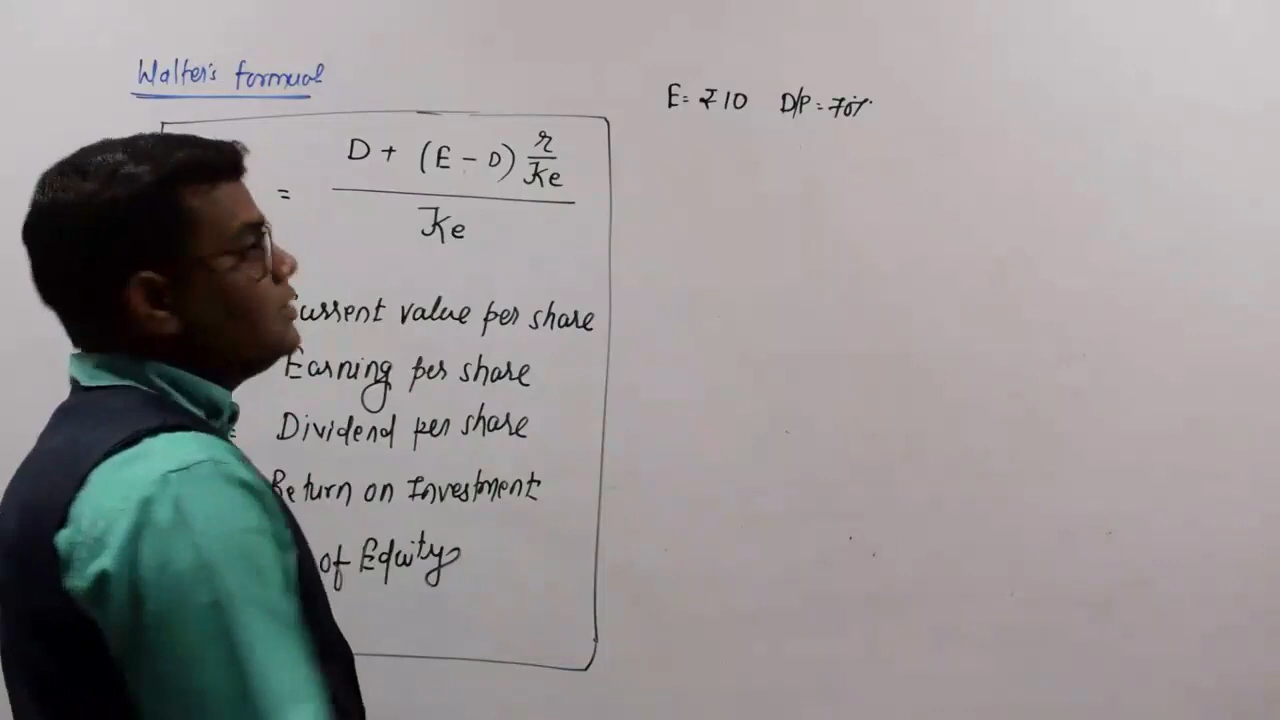 Walter's formual
E = ₹10 D/P = 70%
= D + (E - D) r/Ke
Ke
Current value per share
Earning per share
Dividend per share
Return on Investment
of Equity